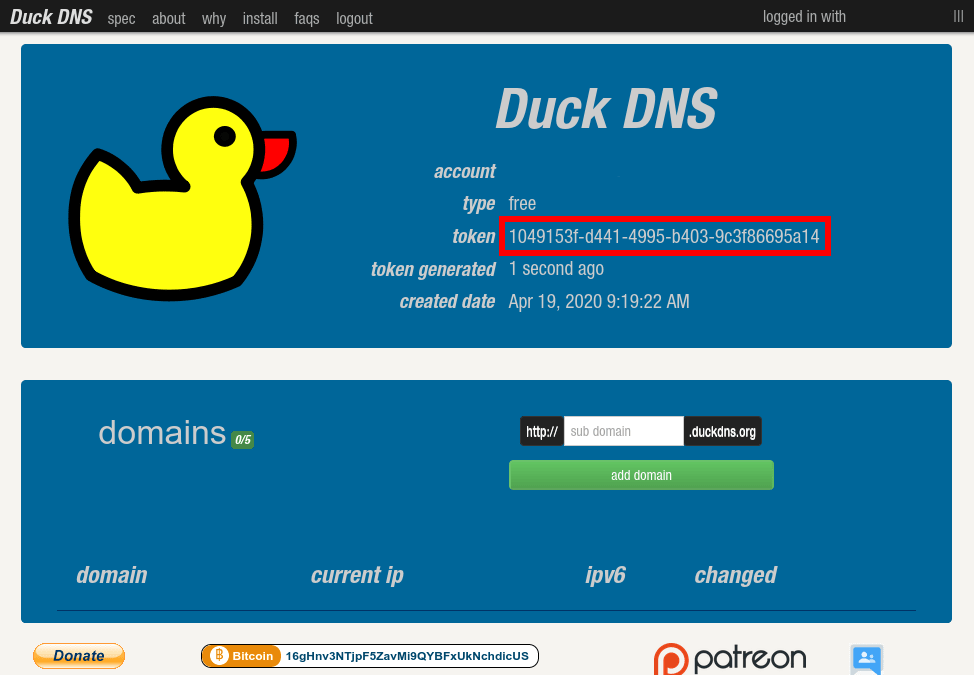 Duck DNS spec about why install faqs logout logged in with
Duck DNS
account
type free
token 1049153f-d441-4995-b403-9c3f86695a14
token generated 1 second ago
created date Apr 19, 2020 9:19:22 AM
domains 0/5
http:// sub domain .duckdns.org
add domain
domain current ip ipv6 changed
Donate Bitcoin 16gHnv3NTjpF5ZavMi9QYBFxUkNchdicUS patreon